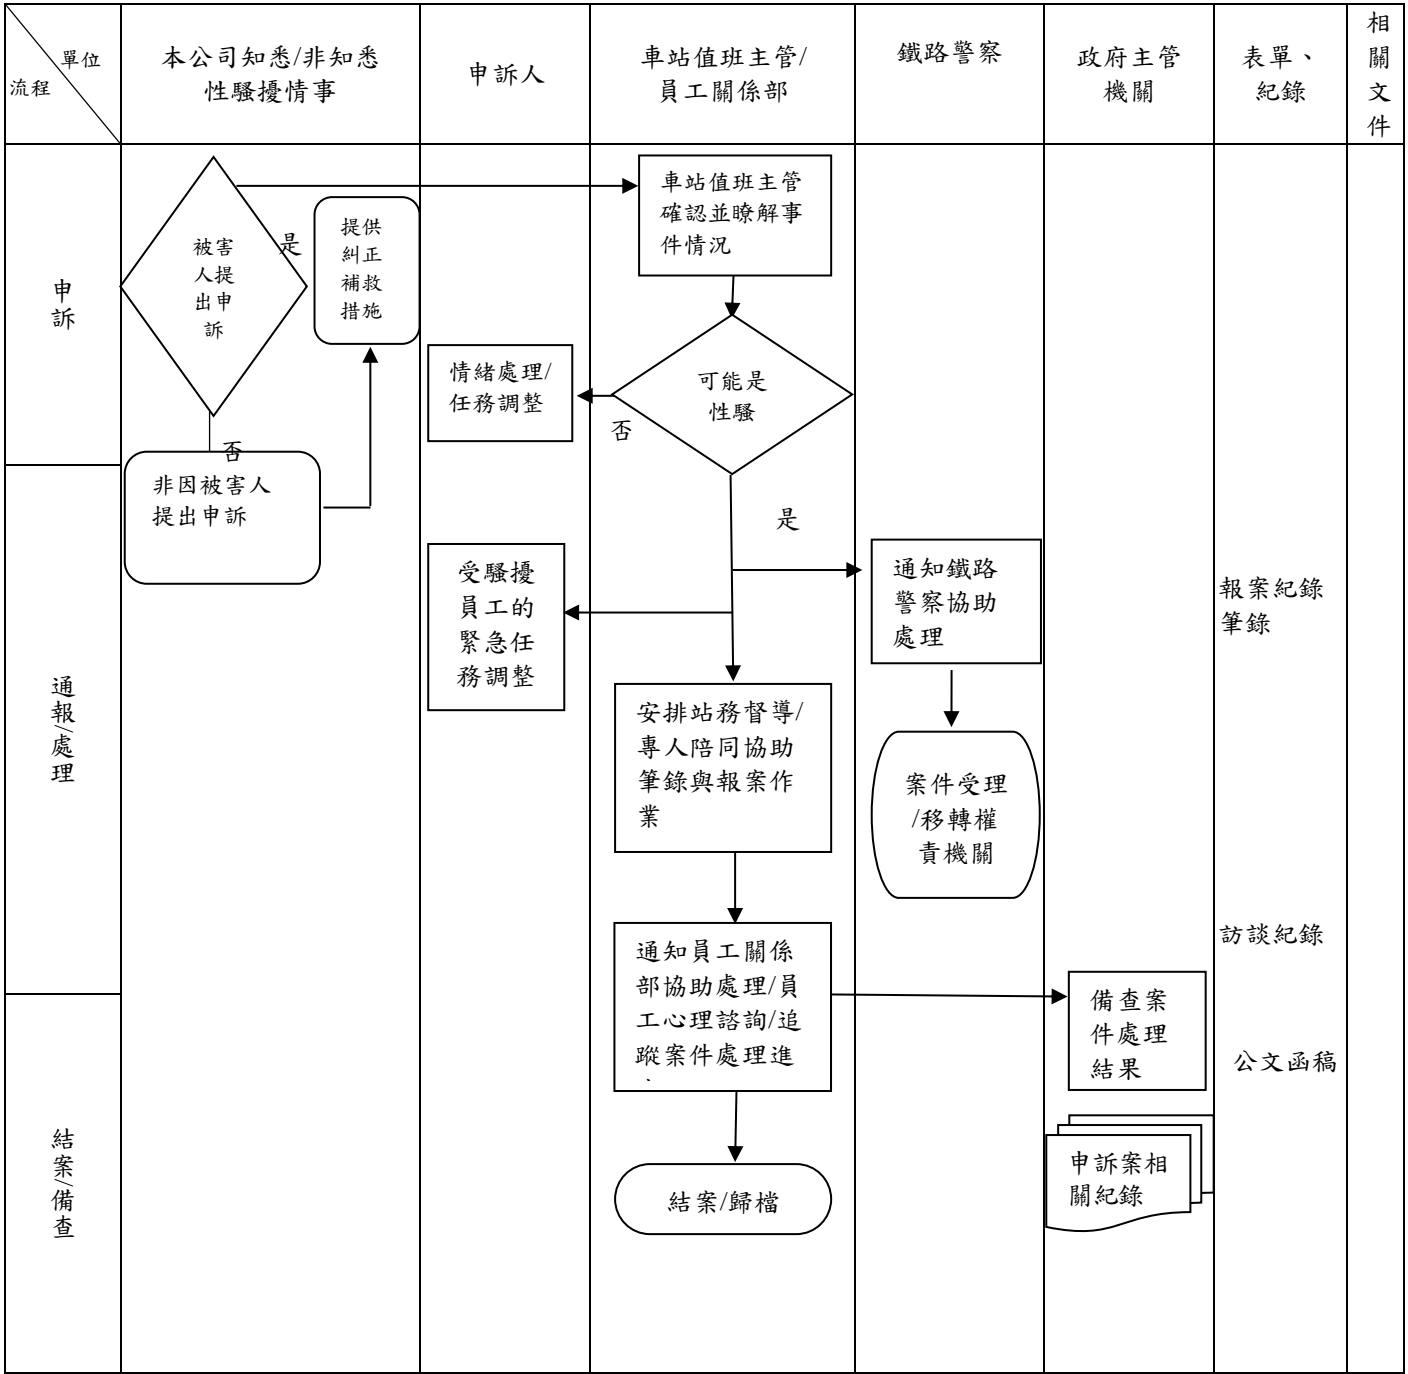 單位
流程
本公司知悉/非知悉
性騷擾情事
申訴人
車站值班主管/
員工關係部
鐵路警察
政府主管
機關
表單、
紀錄
相
關
文
件
申
訴
被害
人提
出申
訴
是
提供
糾正
補救
措施
車站值班主管
確認並瞭解事
件情況
情緒處理/
任務調整
可能是
性騷
否
否
非因被害人
提出申訴
是
通報/處理
受騷擾
員工的
緊急任
務調整
通知鐵路
警察協助
處理
報案紀錄
筆錄
安排站務督導/
專人陪同協助
筆錄與報案作
業
案件受理
/移轉權
責機關
訪談紀錄
通知員工關係
部協助處理/員
工心理諮詢/追
蹤案件處理進
備查案
件處理
結果
公文函稿
結案/備查
結案/歸檔
申訴案相
關紀錄